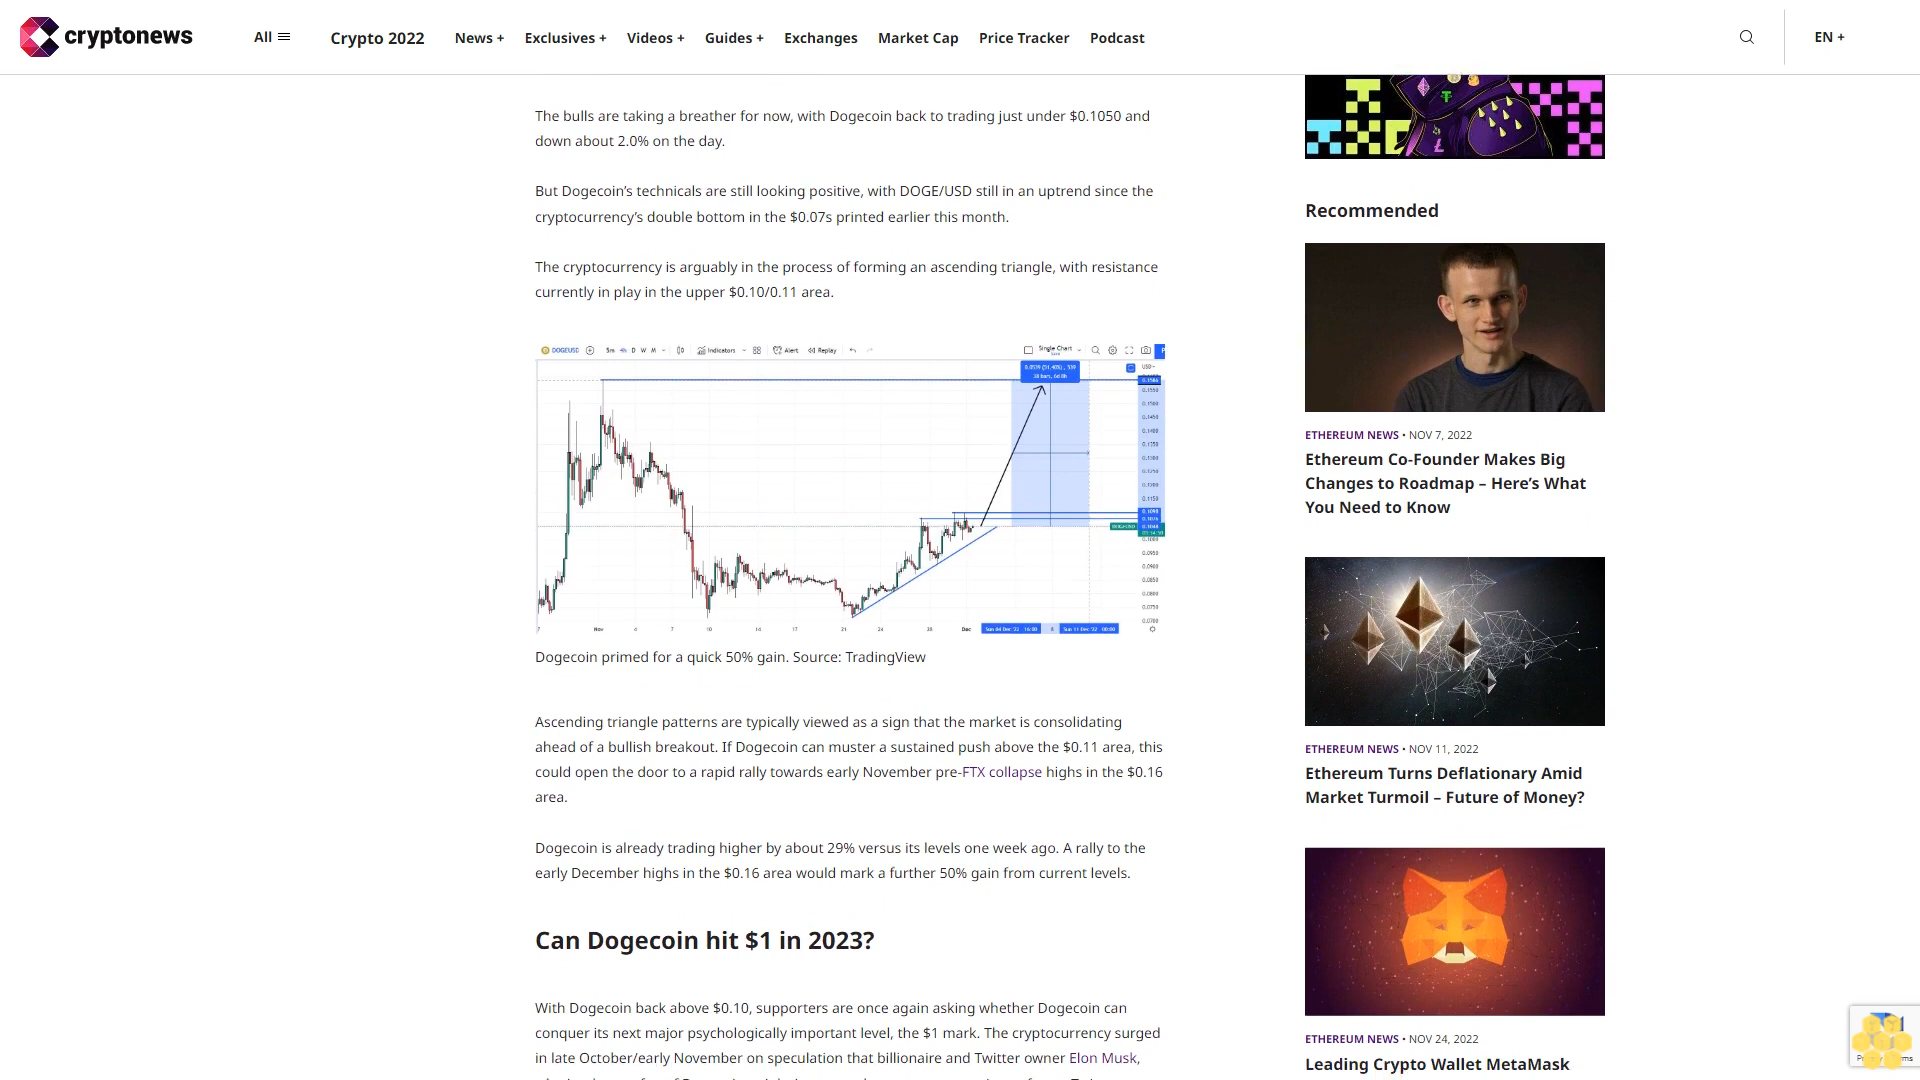 cryptonews
All
Crypto 2022
News +
Exclusives +
Videos +
Guides +
Exchanges
Market Cap
Price Tracker
Podcast
EN +
The bulls are taking a breather for now, with Dogecoin back to trading just under $0.1050 and
down about 2.0% on the day.
But Dogecoin’s technicals are still looking positive, with DOGE/USD still in an uptrend since the
cryptocurrency’s double bottom in the $0.07s printed earlier this month.
The cryptocurrency is arguably in the process of forming an ascending triangle, with resistance
currently in play in the upper $0.10/0.11 area.
DOGEUSD
5m
D W M
Indicators
Alert
Replay
Single Chart
Nov
Dec
Dogecoin primed for a quick 50% gain. Source: TradingView
Ascending triangle patterns are typically viewed as a sign that the market is consolidating
ahead of a bullish breakout. If Dogecoin can muster a sustained push above the $0.11 area, this
could open the door to a rapid rally towards early November pre-FTX collapse highs in the $0.16
area.
Dogecoin is already trading higher by about 29% versus its levels one week ago. A rally to the
early December highs in the $0.16 area would mark a further 50% gain from current levels.
Can Dogecoin hit $1 in 2023?
With Dogecoin back above $0.10, supporters are once again asking whether Dogecoin can
conquer its next major psychologically important level, the $1 mark. The cryptocurrency surged
in late October/early November on speculation that billionaire and Twitter owner Elon Musk,
Recommended
ETHEREUM NEWS • NOV 7, 2022
Ethereum Co-Founder Makes Big
Changes to Roadmap – Here’s What
You Need to Know
ETHEREUM NEWS • NOV 11, 2022
Ethereum Turns Deflationary Amid
Market Turmoil – Future of Money?
ETHEREUM NEWS • NOV 24, 2022
Leading Crypto Wallet MetaMask